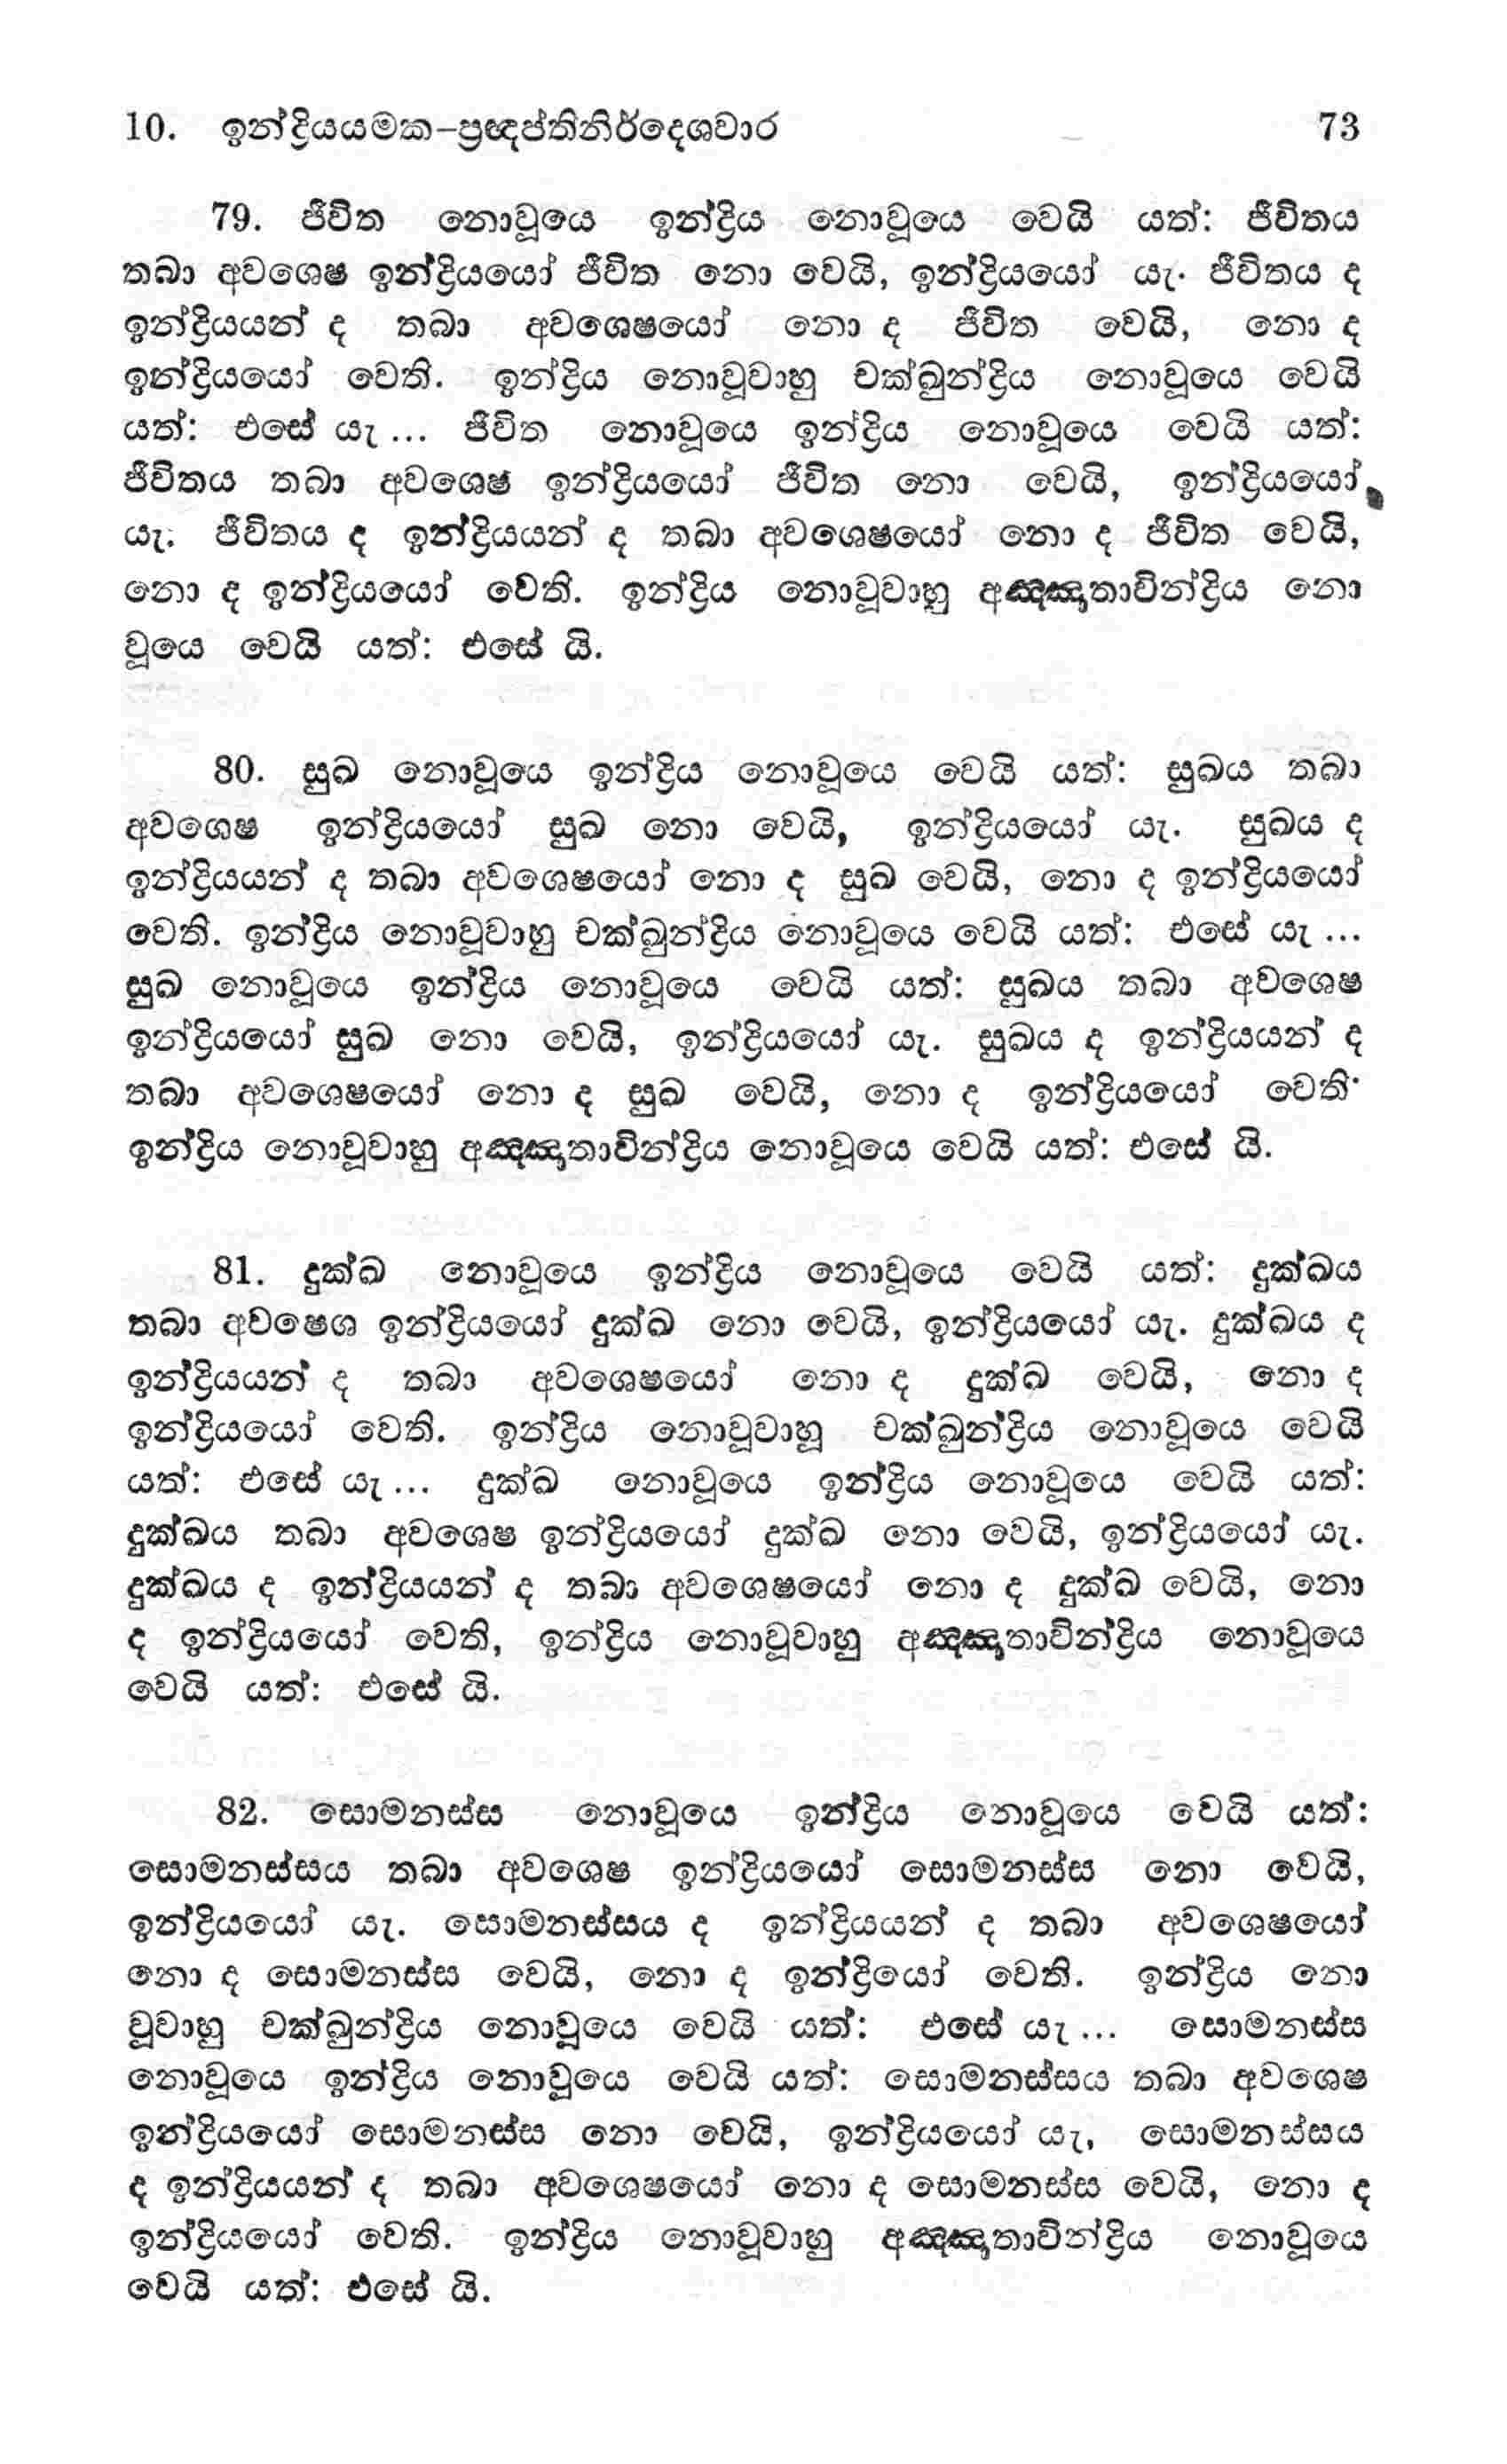 10. ඉන්ද්‍රියයමක–ප්‍රඥප්තිනිර්දෙශවාර 73
79. ජීවිත නොවූයෙ ඉන්ද්‍රිය නොවූයෙ වෙයි යත්: ජීවිතය
තබා අවශෙෂ ඉන්ද්‍රියයෝ ජීවිත නො වෙයි, ඉන්ද්‍රියයෝ යැ. ජීවිතය ද
ඉන්ද්‍රියයන් ද තබා අවශෙෂයෝ නො ද ජීවිත වෙයි, නො ද
ඉන්ද්‍රියයෝ වෙති. ඉන්ද්‍රිය නොවූවාහු චක්ඛුන්ද්‍රිය නොවූයෙ වෙයි
යත්: එසේ යැ ... ජීවිත නොවූයෙ ඉන්ද්‍රිය නොවූයෙ වෙයි යත්:
ජීවිතය තබා අවශෙෂ ඉන්ද්‍රියයෝ ජීවිත නො වෙයි, ඉන්ද්‍රියයෝ
යැ. ජීවිතය ද ඉන්ද්‍රියයන් ද තබා අවශෙෂයෝ නො ද ජීවිත වෙයි,
නො ද ඉන්ද්‍රියයෝ වෙති. ඉන්ද්‍රිය නොවූවාහු අඤ්ඤතාවින්ද්‍රිය නො
වූයෙ වෙයි යත්: එසේ යි.
80. සුඛ නොවූයෙ ඉන්ද්‍රිය නොවූයෙ වෙයි යත්: සුඛය තබා
අවශෙෂ ඉන්ද්‍රියයෝ සුඛ නො වෙයි, ඉන්ද්‍රියයෝ යැ. සුඛය ද
ඉන්ද්‍රියයන් ද තබා අවශෙෂයෝ නො ද සුඛ වෙයි, නො ද ඉන්ද්‍රියයෝ
වෙති. ඉන්ද්‍රිය නොවූවාහු චක්ඛුන්ද්‍රිය නොවූයෙ වෙයි යත්: එසේ යැ ...
සුඛ නොවූයෙ ඉන්ද්‍රිය නොවූයෙ වෙයි යත්: සුඛය තබා අවශෙෂ
ඉන්ද්‍රියයෝ සුඛ නො වෙයි, ඉන්ද්‍රියයෝ යැ. සුඛය ද ඉන්ද්‍රියයන් ද
තබා අවශෙෂයෝ නො ද සුඛ වෙයි, නො ද ඉන්ද්‍රියයෝ වෙති.
ඉන්ද්‍රිය නොවූවාහු අඤ්ඤතාවින්ද්‍රිය නොවූයෙ වෙයි යත්: එසේ යි.
81. දුක්ඛ නොවූයෙ ඉන්ද්‍රිය නොවූයෙ වෙයි යත්: දුක්ඛය
තබා අවෂෙශ ඉන්ද්‍රියයෝ දුක්ඛ නො වෙයි, ඉන්ද්‍රියයෝ යැ. දුක්ඛය ද
ඉන්ද්‍රියයන් ද තබා අවශෙෂයෝ නො ද දුක්ඛ වෙයි, නො ද
ඉන්ද්‍රියයෝ වෙති. ඉන්ද්‍රිය නොවූවාහූ චක්ඛුන්ද්‍රිය නොවූයෙ වෙයි
යත්: එසේ යැ ... දුක්ඛ නොවූයෙ ඉන්ද්‍රිය නොවූයෙ වෙයි යත්:
දුක්ඛය තබා අවශෙෂ ඉන්ද්‍රියයෝ දුක්ඛ නො වෙයි, ඉන්ද්‍රියයෝ යැ.
දුක්ඛය ද ඉන්ද්‍රියයන් ද තබා අවශෙෂයෝ නො ද දුක්ඛ වෙයි, නො
ද ඉන්ද්‍රියයෝ වෙති, ඉන්ද්‍රිය නොවූවාහු අඤ්ඤතාවින්ද්‍රිය නොවූයෙ
වෙයි යත්: එසේ යි.
82. සොමනස්ස නොවූයෙ ඉන්ද්‍රිය නොවූයෙ වෙයි යත්:
සොමනස්සය තබා අවශෙෂ ඉන්ද්‍රියයෝ සොමනස්ස නො වෙයි,
ඉන්ද්‍රියයෝ යැ. සොමනස්සය ද ඉන්ද්‍රියයන් ද තබා අවශෙෂයෝ
නො ද සොමනස්ස වෙයි, නො ද ඉන්ද්‍රියෝ වෙති. ඉන්ද්‍රිය නො
වූවාහු චක්ඛුන්ද්‍රිය නොවූයෙ වෙයි යත්: එසේ යැ ... සොමනස්ස
නොවූයෙ ඉන්ද්‍රිය නොවූයෙ වෙයි යත්: සොමනස්සය තබා අවශෙෂ
ඉන්ද්‍රියයෝ සොමනස්ස නො වෙයි, ඉන්ද්‍රියයෝ යැ, සොමනස්සය
ද ඉන්ද්‍රියයන් ද තබා අවශෙෂයෝ නො ද සොමනස්ස වෙයි, නො ද
ඉන්ද්‍රියයෝ වෙති. ඉන්ද්‍රිය නොවූවාහු අඤ්ඤතාවින්ද්‍රිය නොවූයෙ
වෙයි යත්: එසේ යි.